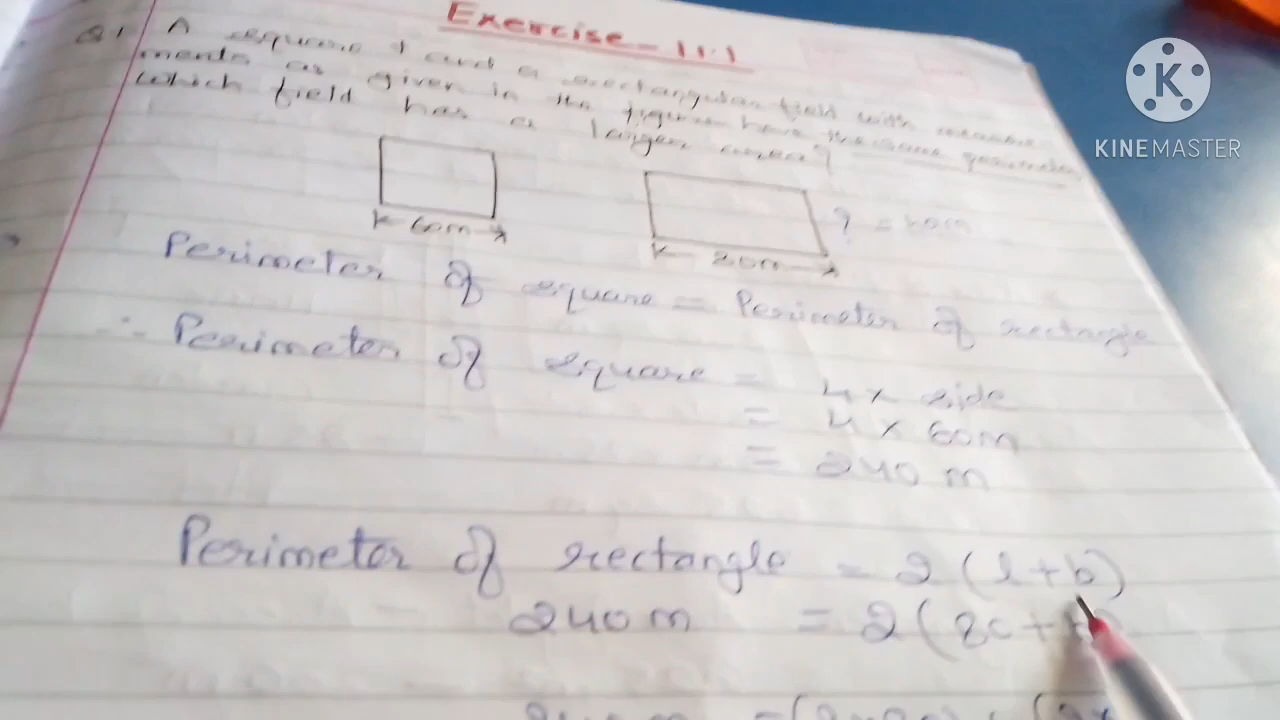 Exercise - 11.1
Q1 A square and a rectangular field with measure-
ments as given in the figure have the same perimeter
which field has a larger area?
60m
80m
? =
Perimeter of square = Perimeter of rectangle
∴ Perimeter of square = 4 × side
= 4 × 60m
= 240 m
Perimeter of rectangle = 2 (l + b)
240 m = 2 (80 +
K
KINEMASTER